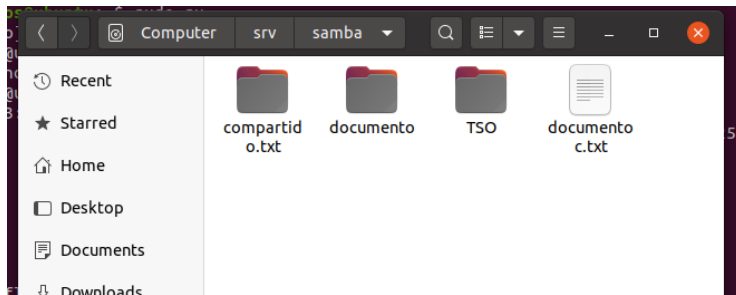 Computer srv samba
Recent
Starred
Home
Desktop
Documents
Downloads
compartid
o.txt
documento
TSO
documento
c.txt